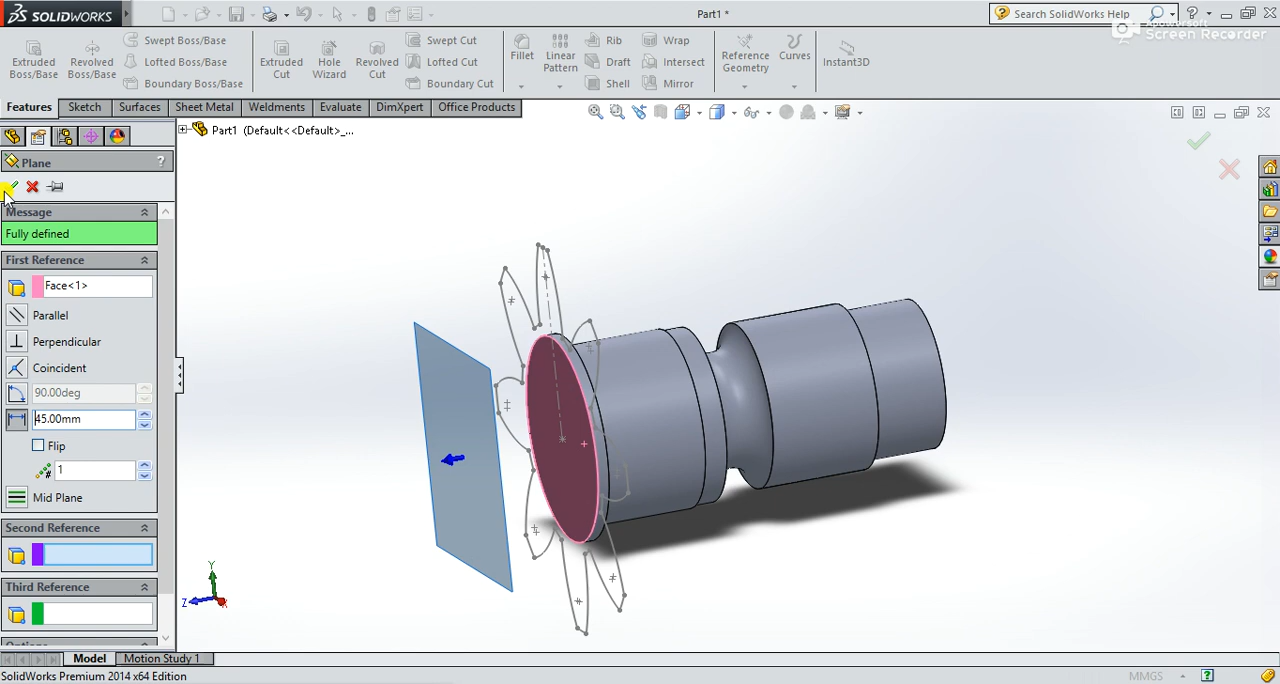 SOLIDWORKS
Part1 *
Search SolidWorks Help
Apowersoft
Screen Recorder
Extruded
Boss/Base
Revolved
Boss/Base
Swept Boss/Base
Lofted Boss/Base
Boundary Boss/Base
Extruded
Cut
Hole
Wizard
Revolved
Cut
Swept Cut
Lofted Cut
Boundary Cut
Fillet
Linear
Pattern
Rib
Draft
Shell
Wrap
Intersect
Mirror
Reference
Geometry
Curves
Instant3D
Features
Sketch
Surfaces
Sheet Metal
Weldments
Evaluate
DimXpert
Office Products
Part1 (Default<<Default>_...
Plane
?
Message
Fully defined
First Reference
Face<1>
Parallel
Perpendicular
Coincident
90.00deg
45.00mm
Flip
1
Mid Plane
Second Reference
Third Reference
Y
Z
X
Model
Motion Study 1
SolidWorks Premium 2014 x64 Edition
MMGS